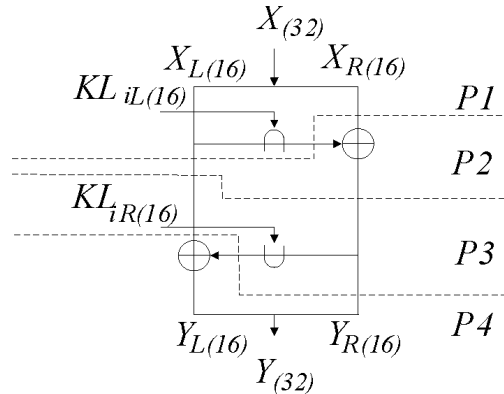 X(32)
XL(16) XR(16)
KL iL(16) P1
P2
KLiR(16)
P3
YL(16) YR(16) P4
Y(32)